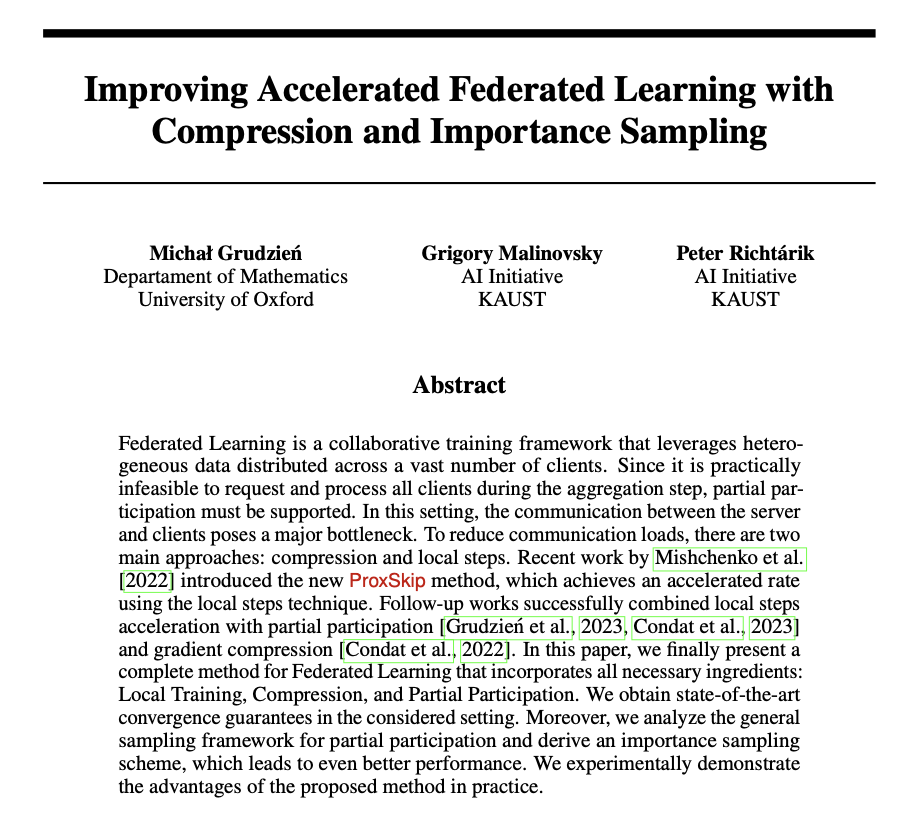 Improving Accelerated Federated Learning with
Compression and Importance Sampling
Michał Grudzień
Departament of Mathematics
University of Oxford
Grigory Malinovsky
AI Initiative
KAUST
Peter Richtárik
AI Initiative
KAUST
Abstract
Federated Learning is a collaborative training framework that leverages hetero-
geneous data distributed across a vast number of clients. Since it is practically
infeasible to request and process all clients during the aggregation step, partial par-
ticipation must be supported. In this setting, the communication between the server
and clients poses a major bottleneck. To reduce communication loads, there are two
main approaches: compression and local steps. Recent work by Mishchenko et al.
[2022] introduced the new ProxSkip method, which achieves an accelerated rate
using the local steps technique. Follow-up works successfully combined local steps
acceleration with partial participation [Grudzień et al., 2023, Condat et al., 2023]
and gradient compression [Condat et al., 2022]. In this paper, we finally present a
complete method for Federated Learning that incorporates all necessary ingredients:
Local Training, Compression, and Partial Participation. We obtain state-of-the-art
convergence guarantees in the considered setting. Moreover, we analyze the general
sampling framework for partial participation and derive an importance sampling
scheme, which leads to even better performance. We experimentally demonstrate
the advantages of the proposed method in practice.